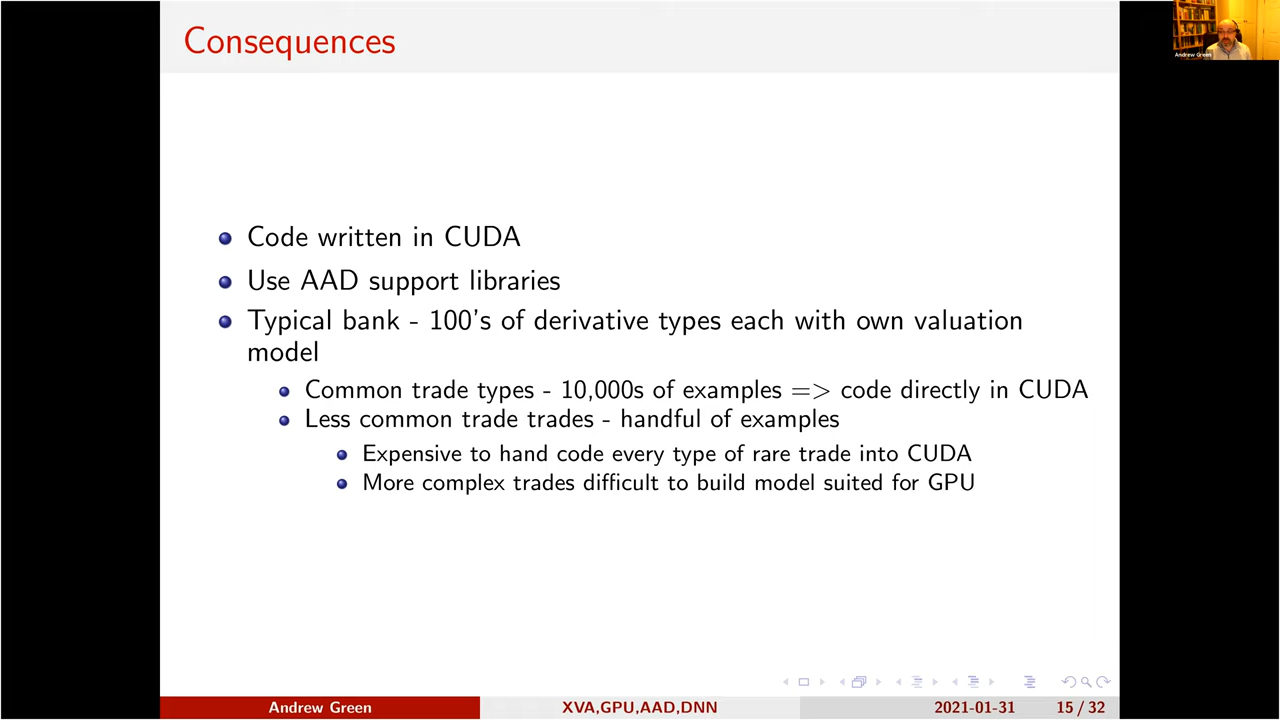 Consequences
Andrew Green
Code written in CUDA
Use AAD support libraries
Typical bank - 100's of derivative types each with own valuation
model
Common trade types - 10,000s of examples => code directly in CUDA
Less common trade trades - handful of examples
Expensive to hand code every type of rare trade into CUDA
More complex trades difficult to build model suited for GPU
Andrew Green
XVA,GPU,AAD,DNN
2021-01-31
15 / 32